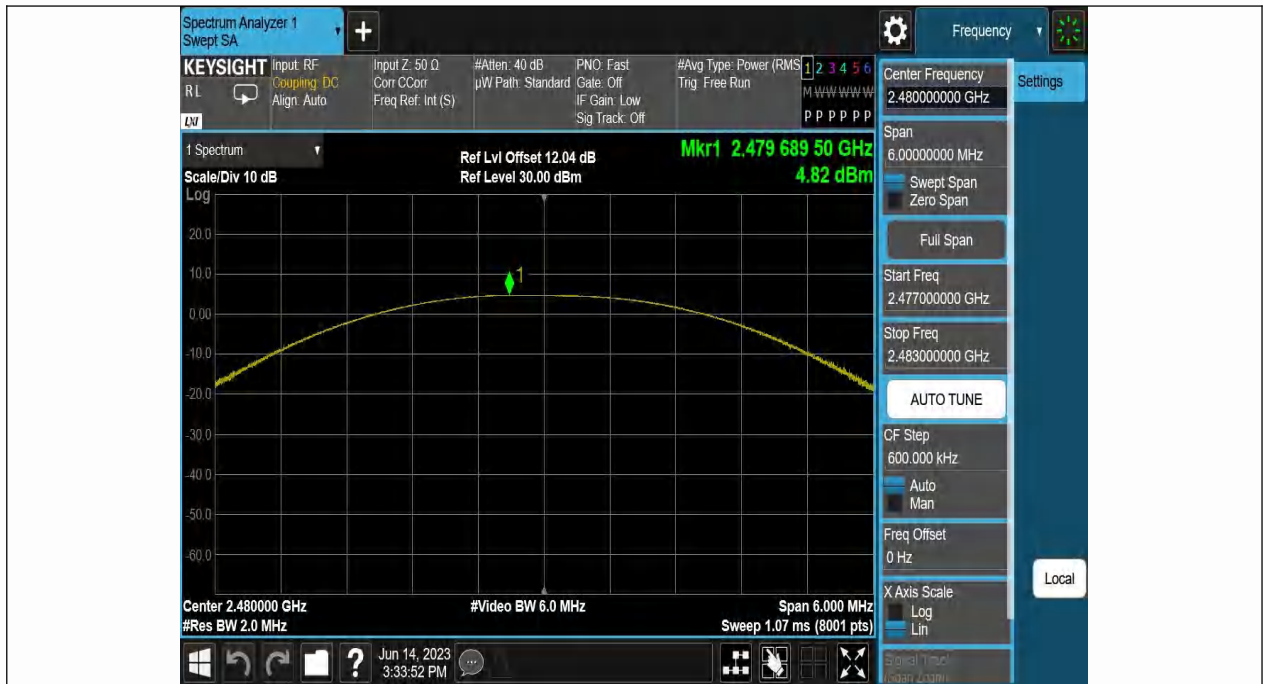 Spectrum Analyzer 1
Swept SA
+
Frequency
KEYSIGHT
RL
LXI
Input: RF
Coupling: DC
Align: Auto
Input Z: 50 Ω
Corr CCorr
Freq Ref: Int (S)
#Atten: 40 dB
µW Path: Standard
PNO: Fast
Gate: Off
IF Gain: Low
Sig Track: Off
#Avg Type: Power (RMS
Trig: Free Run
1 2 3 4 5 6
M W W W W W
P P P P P P
1 Spectrum
Scale/Div 10 dB
Log
Ref Lvl Offset 12.04 dB
Ref Level 30.00 dBm
Mkr1 2.479 689 50 GHz
4.82 dBm
20.0
10.0
0.00
-10.0
-20.0
-30.0
-40.0
-50.0
-60.0
1
Center 2.480000 GHz
#Res BW 2.0 MHz
#Video BW 6.0 MHz
Span 6.000 MHz
Sweep 1.07 ms (8001 pts)
?
Jun 14, 2023
3:33:52 PM
Center Frequency
2.480000000 GHz
Span
6.00000000 MHz
Swept Span
Zero Span
Full Span
Start Freq
2.477000000 GHz
Stop Freq
2.483000000 GHz
AUTO TUNE
CF Step
600.000 kHz
Auto
Man
Freq Offset
0 Hz
X Axis Scale
Log
Lin
Signal Track
(Span Zoom)
Settings
Local